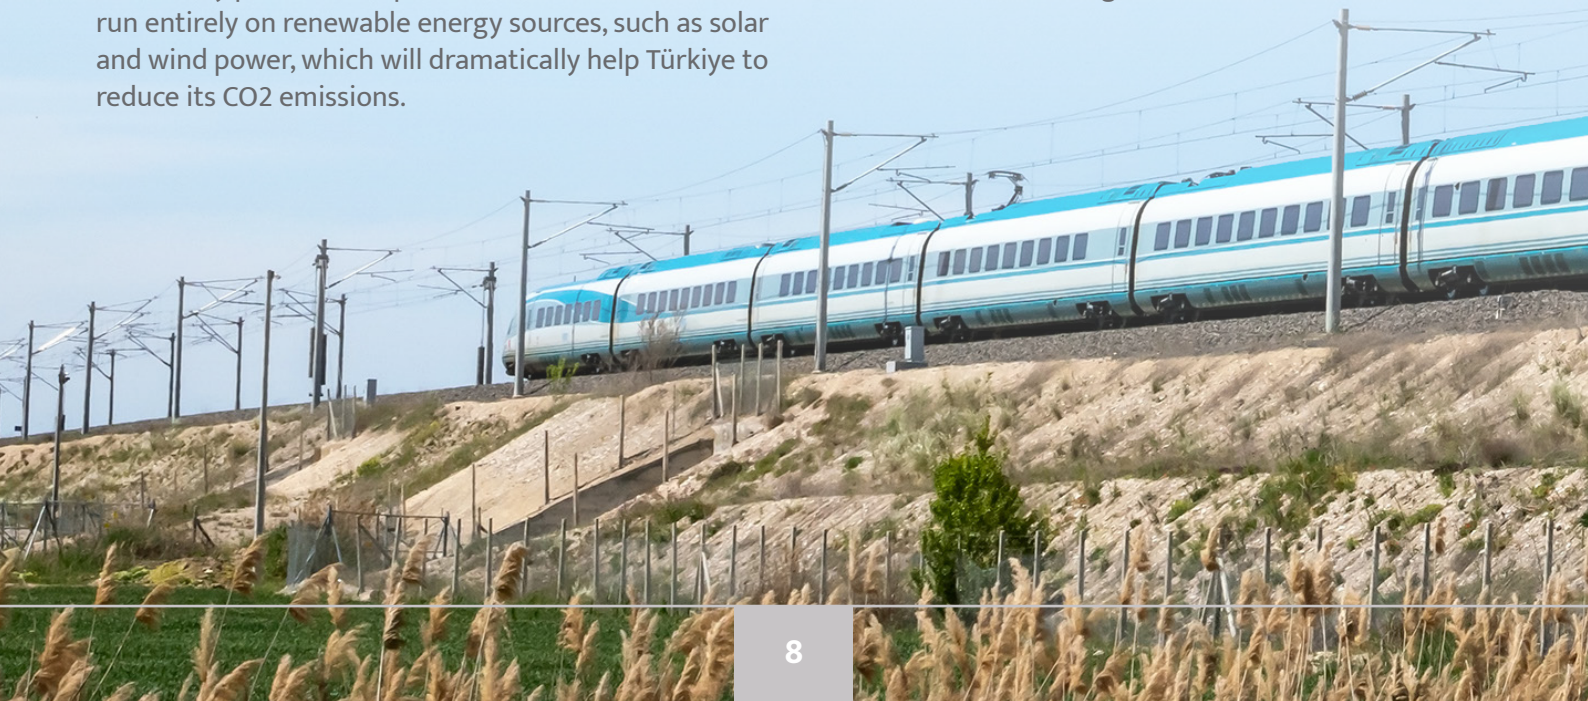 run entirely on renewable energy sources, such as solar
and wind power, which will dramatically help Türkiye to
reduce its CO2 emissions.
8